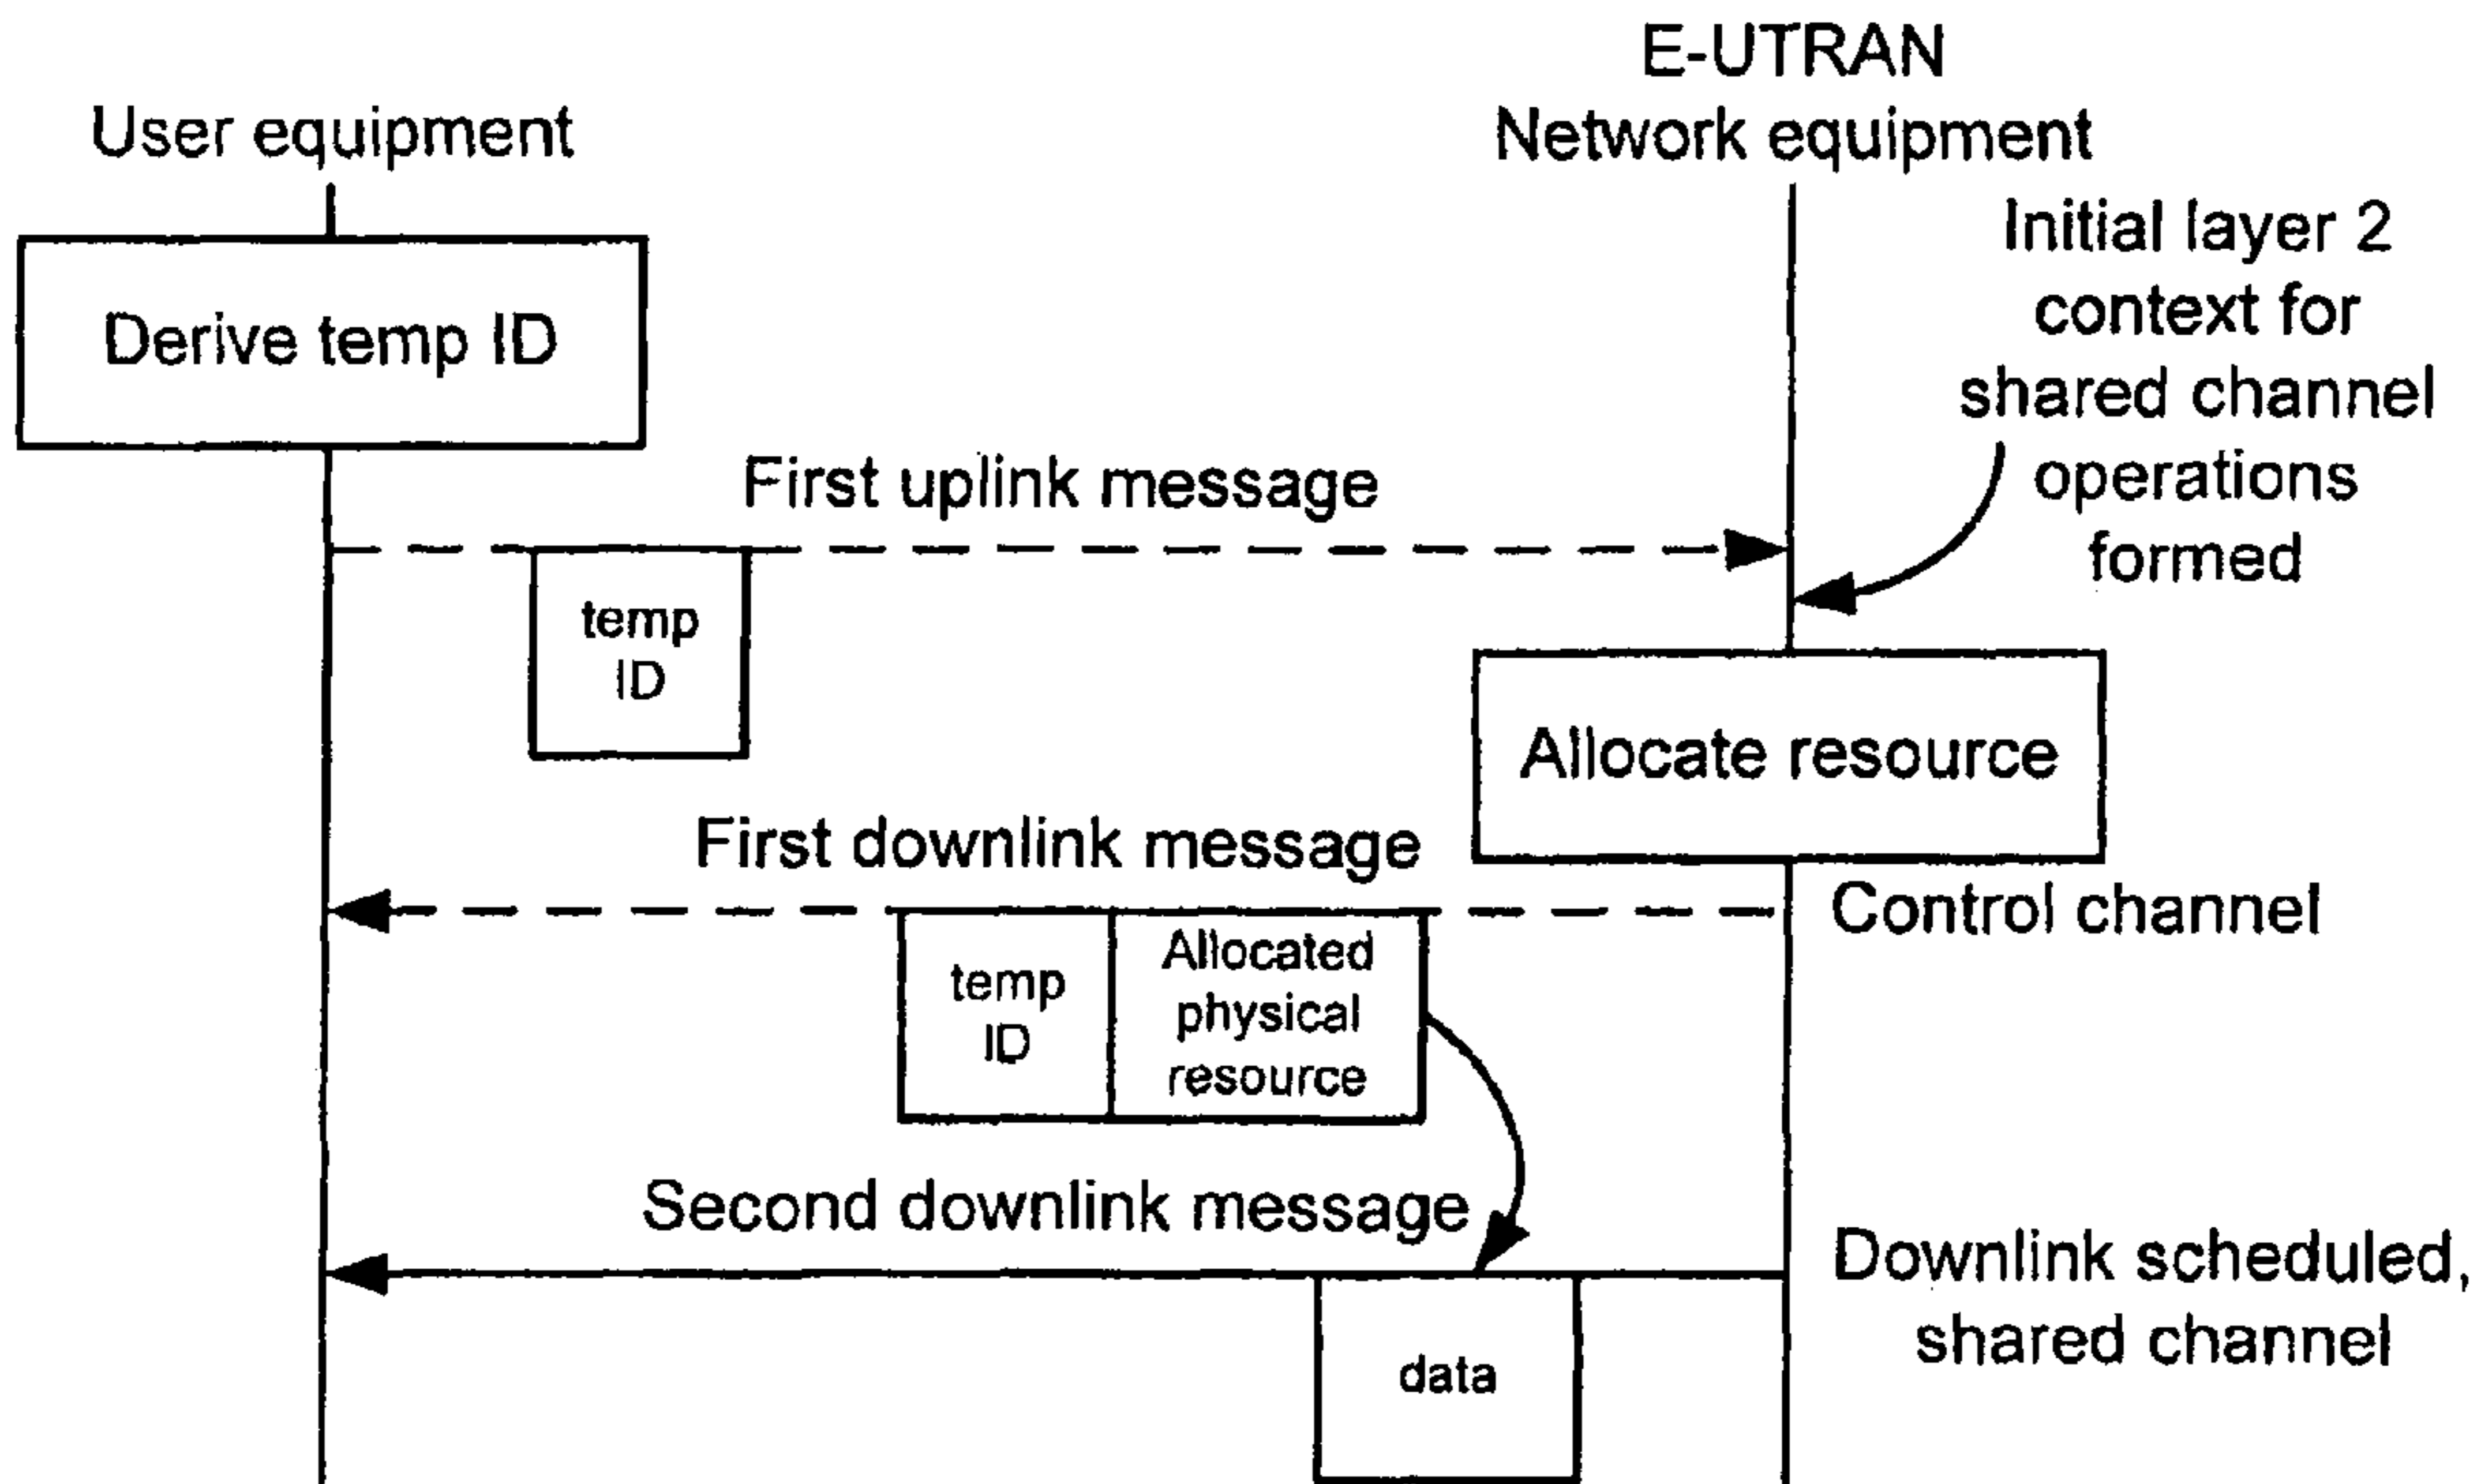 E-UTRAN
Network equipment
User equipment
Initial layer 2
context for
shared channel
operations
formed
Derive temp ID
First uplink message
temp
ID
Allocate resource
First downlink message
Control channel
temp
ID
Allocated
physical
resource
Second downlink message
Downlink scheduled,
shared channel
data